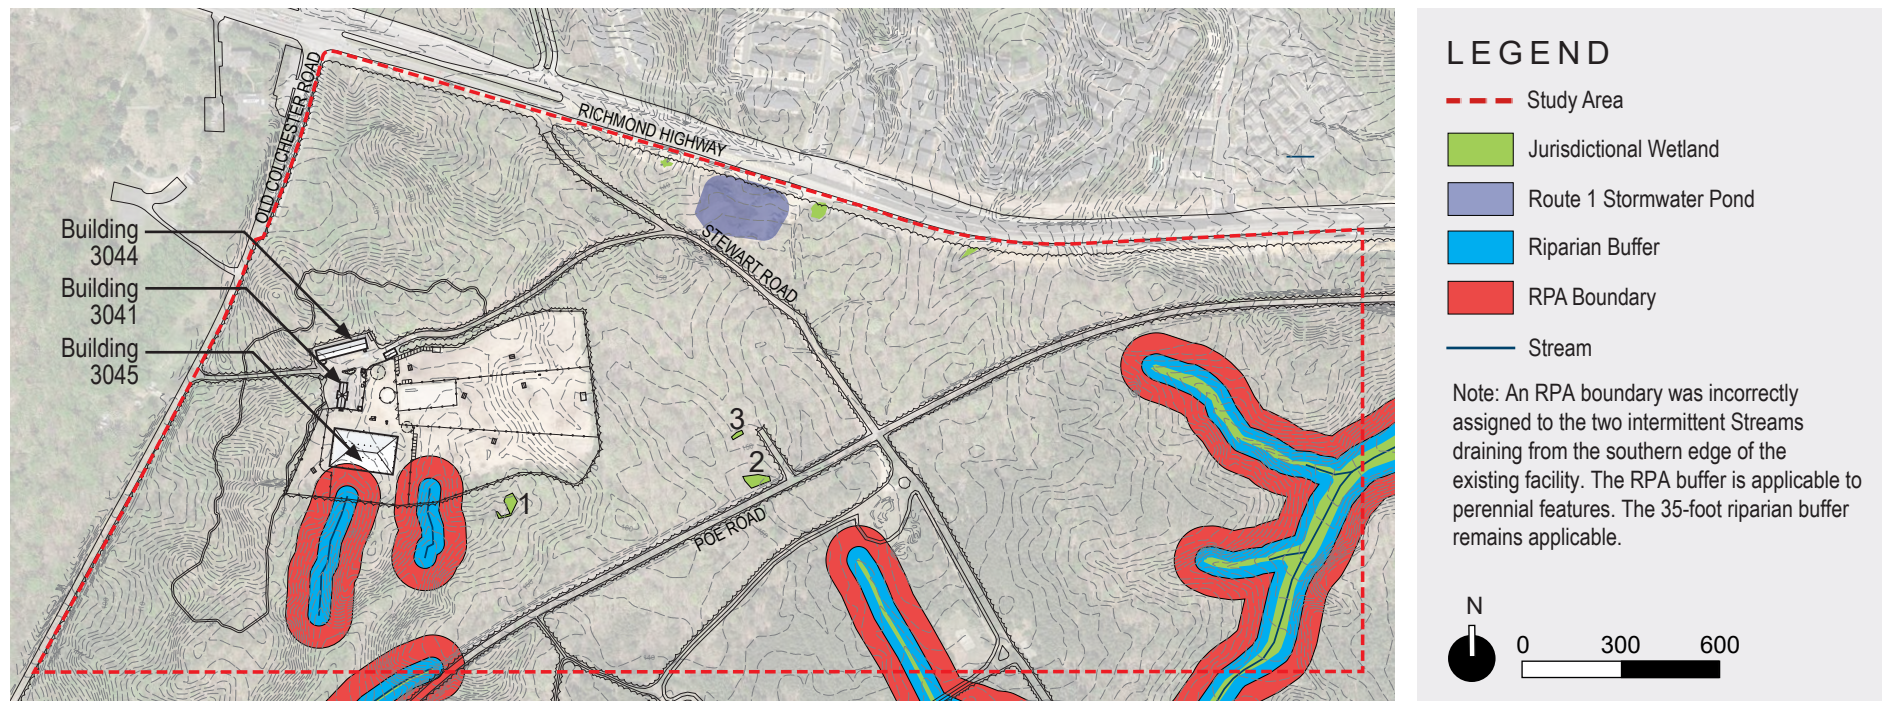 OLD COLCHESTER ROAD
RICHMOND HIGHWAY
STEWART ROAD
POE ROAD
Building
3044
Building
3041
Building
3045
1
2
3
LEGEND
Study Area
Jurisdictional Wetland
Route 1 Stormwater Pond
Riparian Buffer
RPA Boundary
Stream
Note: An RPA boundary was incorrectly
assigned to the two intermittent Streams
draining from the southern edge of the
existing facility. The RPA buffer is applicable to
perennial features. The 35-foot riparian buffer
remains applicable.
N
0 300 600